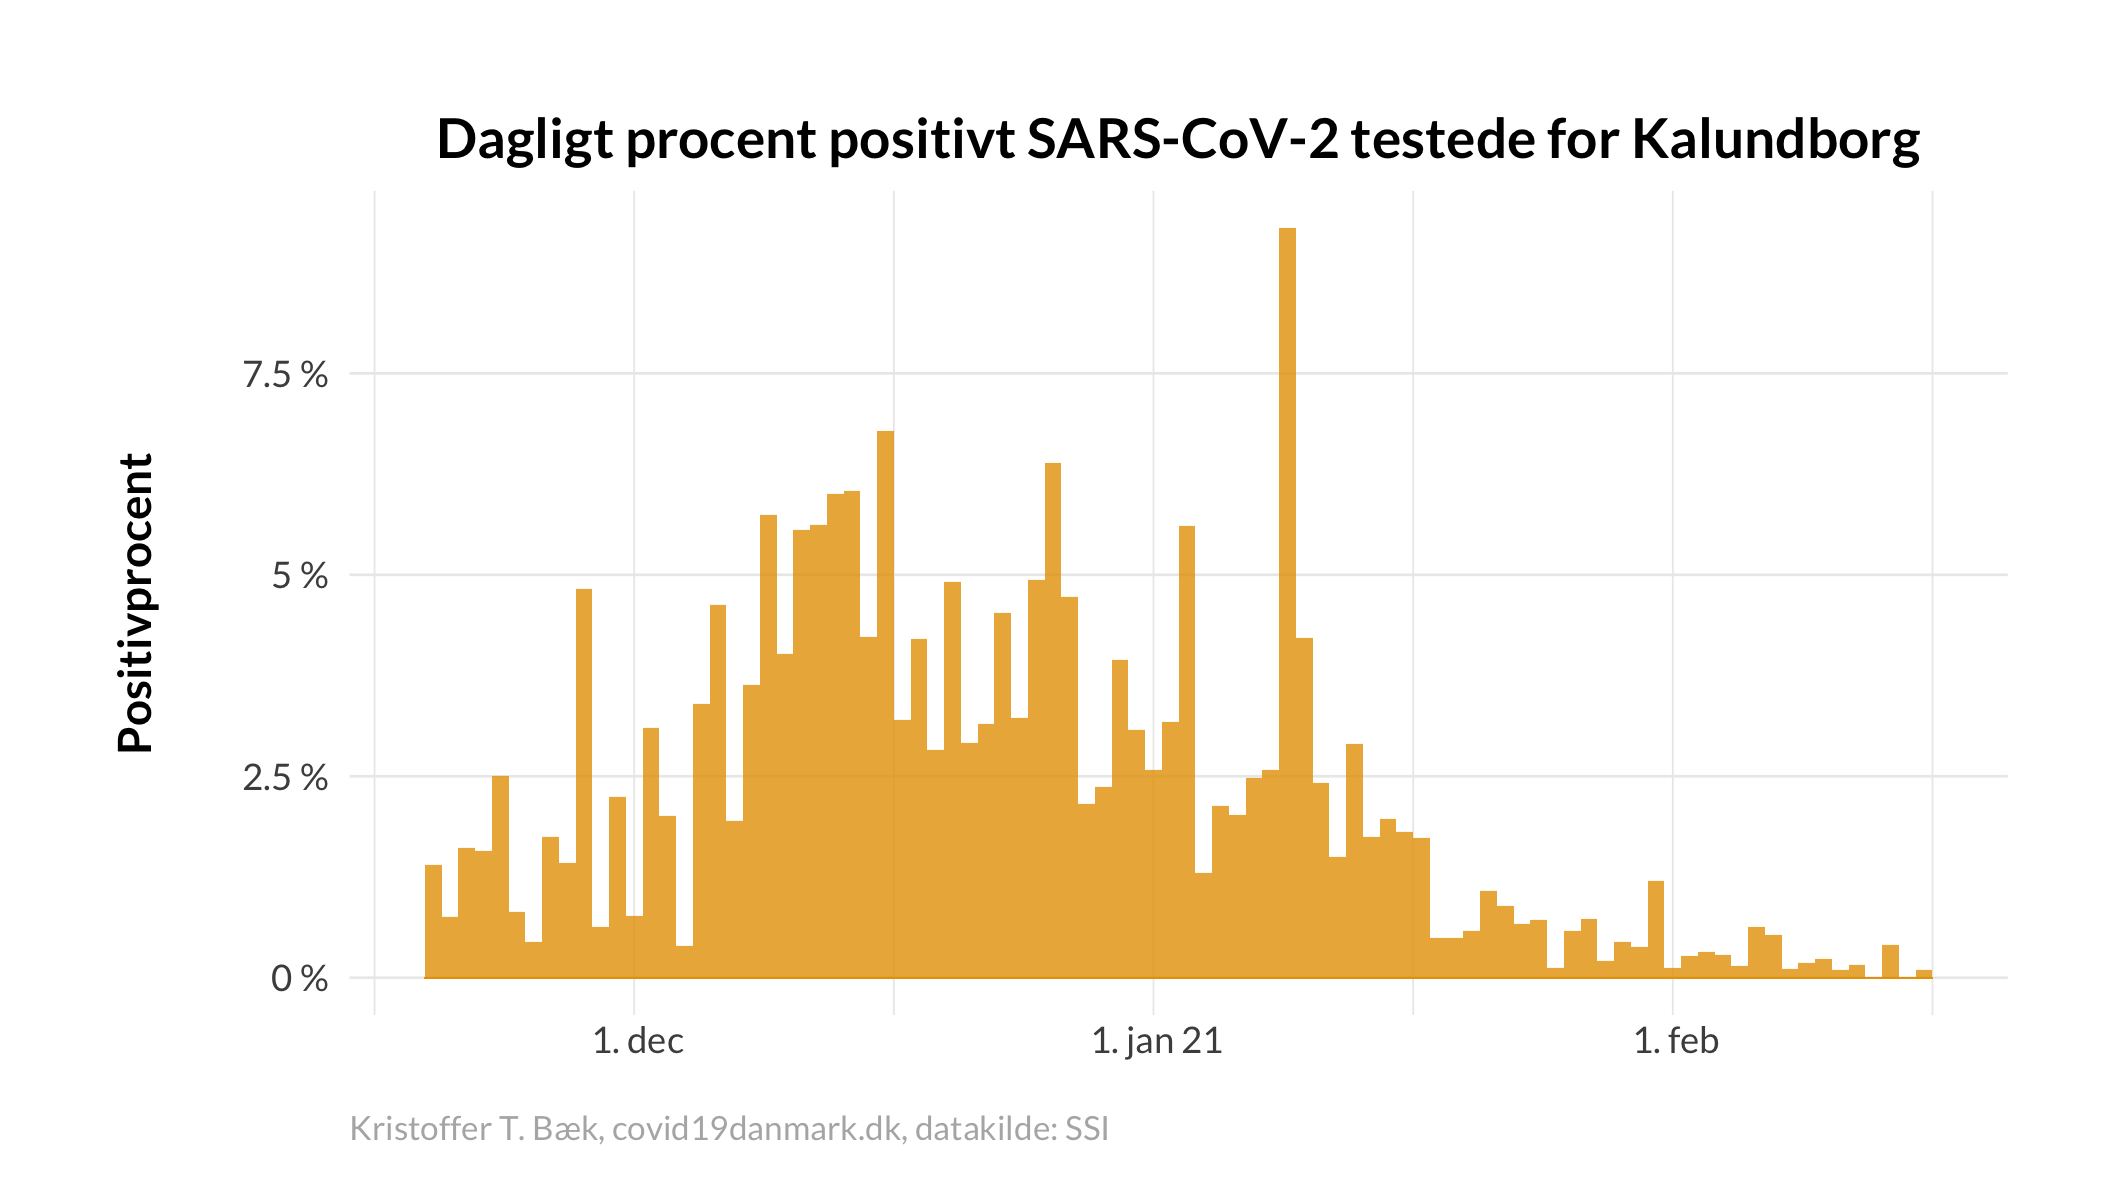 Dagligt procent positivt SARS-CoV-2 testede for Kalundborg
Positivprocent
7.5 %
5 %
2.5 %
0 %
1. dec
1. jan 21
1. feb
Kristoffer T. Bæk, covid19danmark.dk, datakilde: SSI